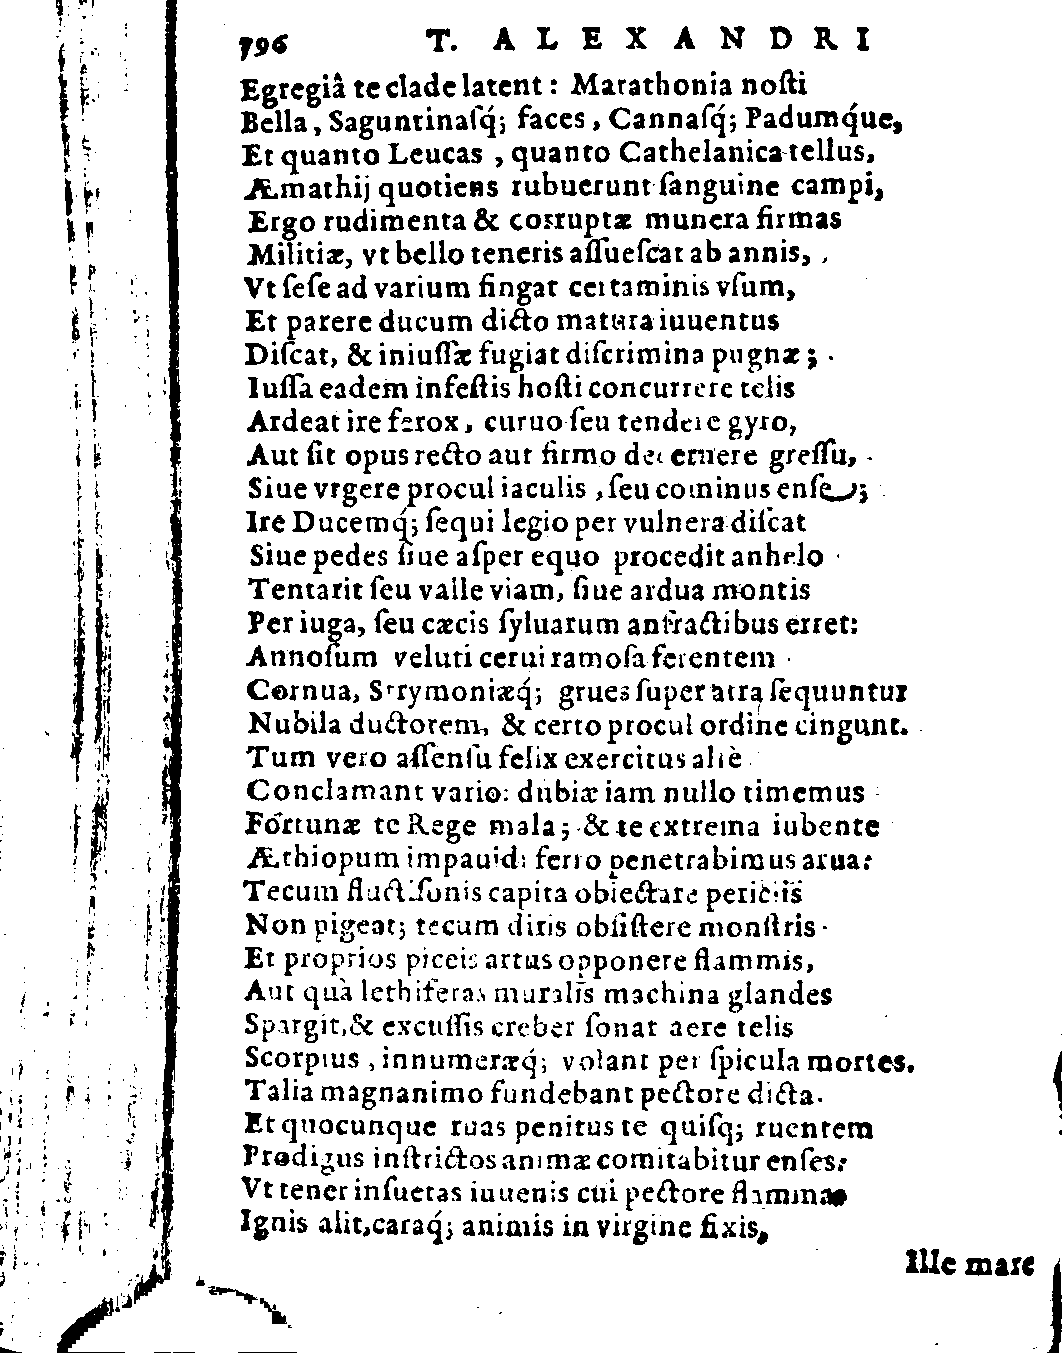 796 T. ALEXANDRI
Egregiâ te clade latent: Marathonia noſti
Bella, Saguntinaſq́; faces, Cannaſq́; Padumq́ue,
Et quanto Leucas, quanto Cathelanica tellus,
Æmathij quotiens rubuerunt ſanguine campi,
Ergo rudimenta & corruptæ munera firmas
Militiæ, vt bello teneris aſſueſcat ab annis,
Vt ſeſe ad varium fingat certaminis vſum,
Et parere ducum dicto matura iuuentus
Diſcat, & iniuſſæ fugiat diſcrimina pugnæ;
Iuſſa eadem infeſtis hoſti concurrere telis
Ardeat ire ferox, curuo ſeu tendere gyro,
Aut ſit opus recto aut firmo decernere greſſu,
Siue vrgere procul iaculis, ſeu cominus enſe;
Ire Ducemq́; ſequi legio per vulnera diſcat
Siue pedes ſiue aſper equo procedit anhelo
Tentarit ſeu valle viam, ſiue ardua montis
Per iuga, ſeu cæcis ſyluarum anfractibus erret:
Annoſum veluti cerui ramoſa ferentem
Cornua, Strymoniæq́; grues ſuper atra ſequuntur
Nubila ductorem, & certo procul ordine cingunt.
Tum vero aſſenſu felix exercitus altè
Conclamant vario: dubiæ iam nullo timemus
Fortunæ te Rege mala; & te extrema iubente
Æthiopum impauidi ferro penetrabimus arua:
Tecum fluctiſonis capita obiectare periclis
Non pigeat; tecum diris obſiſtere monſtris
Et proprios piceis artus opponere flammis,
Aut quà lethiferas muralis machina glandes
Spargit, & excuſſis creber ſonat aere telis
Scorpius, innumeræq́; volant per ſpicula mortes.
Talia magnanimo fundebant pectore dicta.
Et quocunque ruas penitus te quiſq; ruentem
Prodigus inſtrictos animæ comitabitur enſes:
Vt tener inſuetas iuuenis cui pectore flammas
Ignis alit, caraq́; animis in virgine fixis,
Ille mare